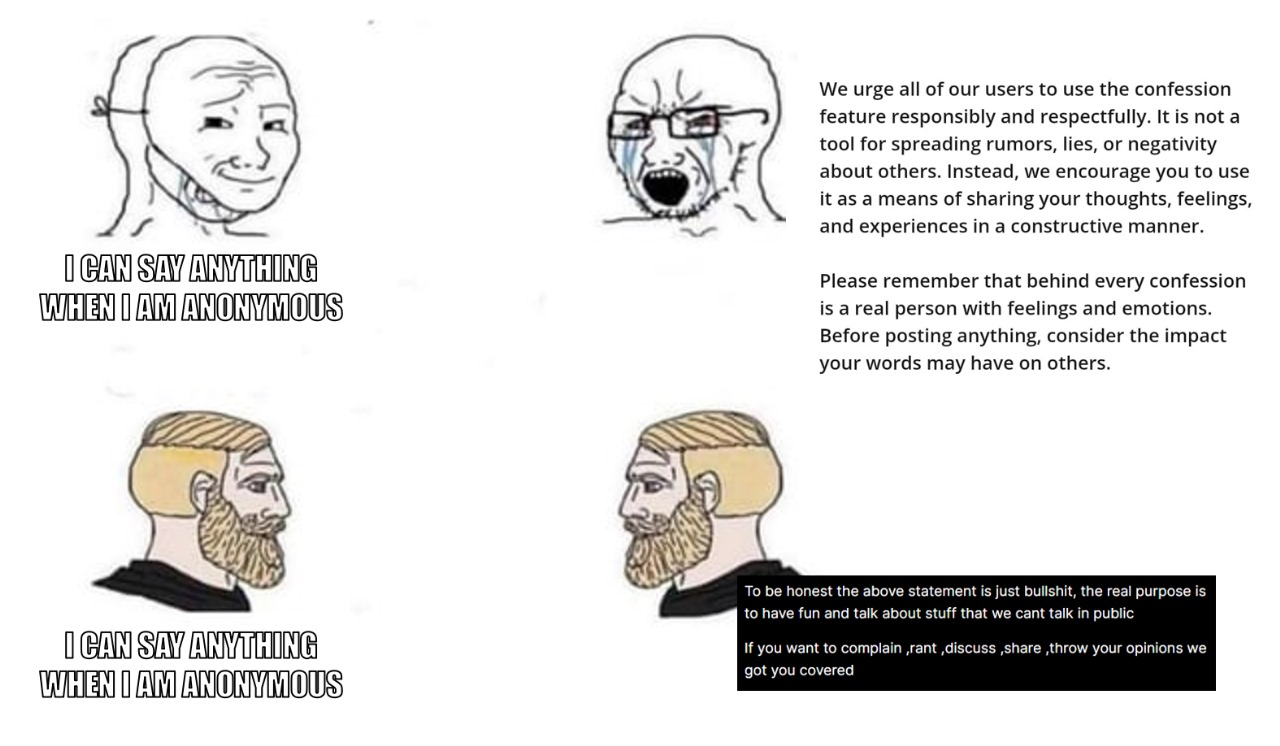 I CAN SAY ANYTHING
WHEN I AM ANONYMOUS
We urge all of our users to use the confession
feature responsibly and respectfully. It is not a
tool for spreading rumors, lies, or negativity
about others. Instead, we encourage you to use
it as a means of sharing your thoughts, feelings,
and experiences in a constructive manner.
Please remember that behind every confession
is a real person with feelings and emotions.
Before posting anything, consider the impact
your words may have on others.
I CAN SAY ANYTHING
WHEN I AM ANONYMOUS
To be honest the above statement is just bullshit, the real purpose is
to have fun and talk about stuff that we cant talk in public
If you want to complain ,rant ,discuss ,share ,throw your opinions we
got you covered